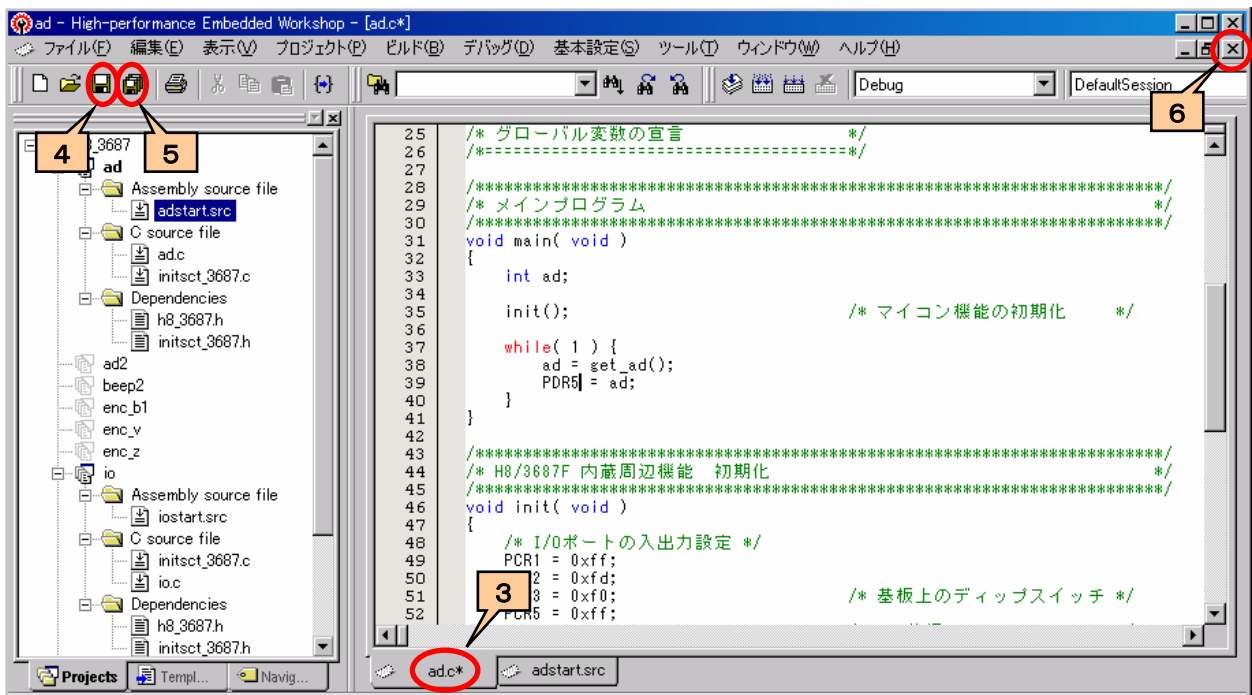 ad - High-performance Embedded Workshop - [ad.c*]
ファイル(F) 編集(E) 表示(V) プロジェクト(P) ビルド(B) デバッグ(D) 基本設定(S) ツール(T) ウィンドウ(W) ヘルプ(H)
Debug DefaultSession
4 5 6
_3687
ad
Assembly source file
adstart.src
C source file
ad.c
initsct_3687.c
Dependencies
h8_3687.h
initsct_3687.h
ad2
beep2
enc_b1
enc_v
enc_z
io
Assembly source file
iostart.src
C source file
initsct_3687.c
io.c
Dependencies
h8_3687.h
initsct_3687.h
Projects Templ... Navig...
25 /* グローバル変数の宣言 */
26 /*======================================*/
27
28 /************************************************************************/
29 /* メインプログラム */
30 /************************************************************************/
31 void main( void )
32 {
33 int ad;
34
35 init(); /* マイコン機能の初期化 */
36
37 while( 1 ) {
38 ad = get_ad();
39 PDR5 = ad;
40 }
41 }
42
43 /************************************************************************/
44 /* H8/3687F 内蔵周辺機能 初期化 */
45 /************************************************************************/
46 void init( void )
47 {
48 /* I/Oポートの入出力設定 */
49 PCR1 = 0xff;
50 2 = 0xfd;
51 3 = 0xf0; /* 基板上のディップスイッチ */
52 PCR5 = 0xff;
3
ad.c* adstart.src